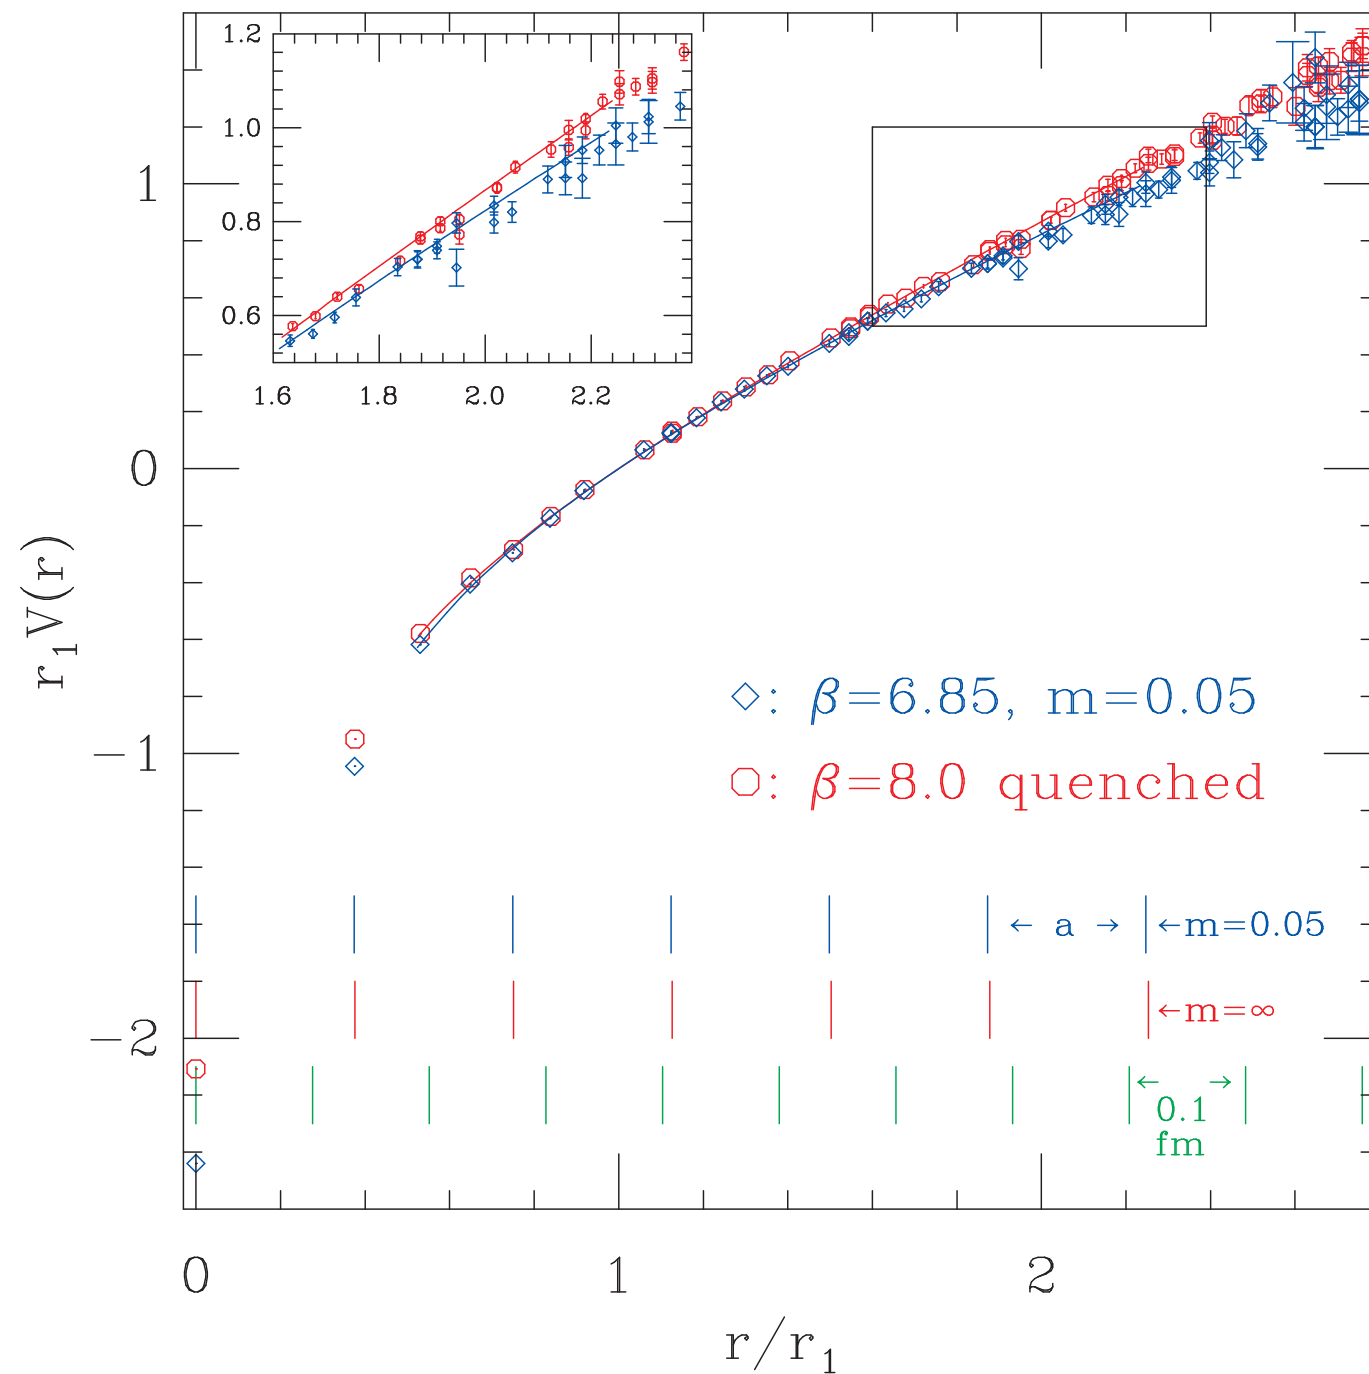 1.2
1.0
0.8
0.6
1.6 1.8 2.0 2.2
1
0
−1
−2
r₁V(r)
◇: β=6.85, m=0.05
○: β=8.0 quenched
← a → ←m=0.05
←m=∞
← →
0.1
fm
0 1 2
r/r₁